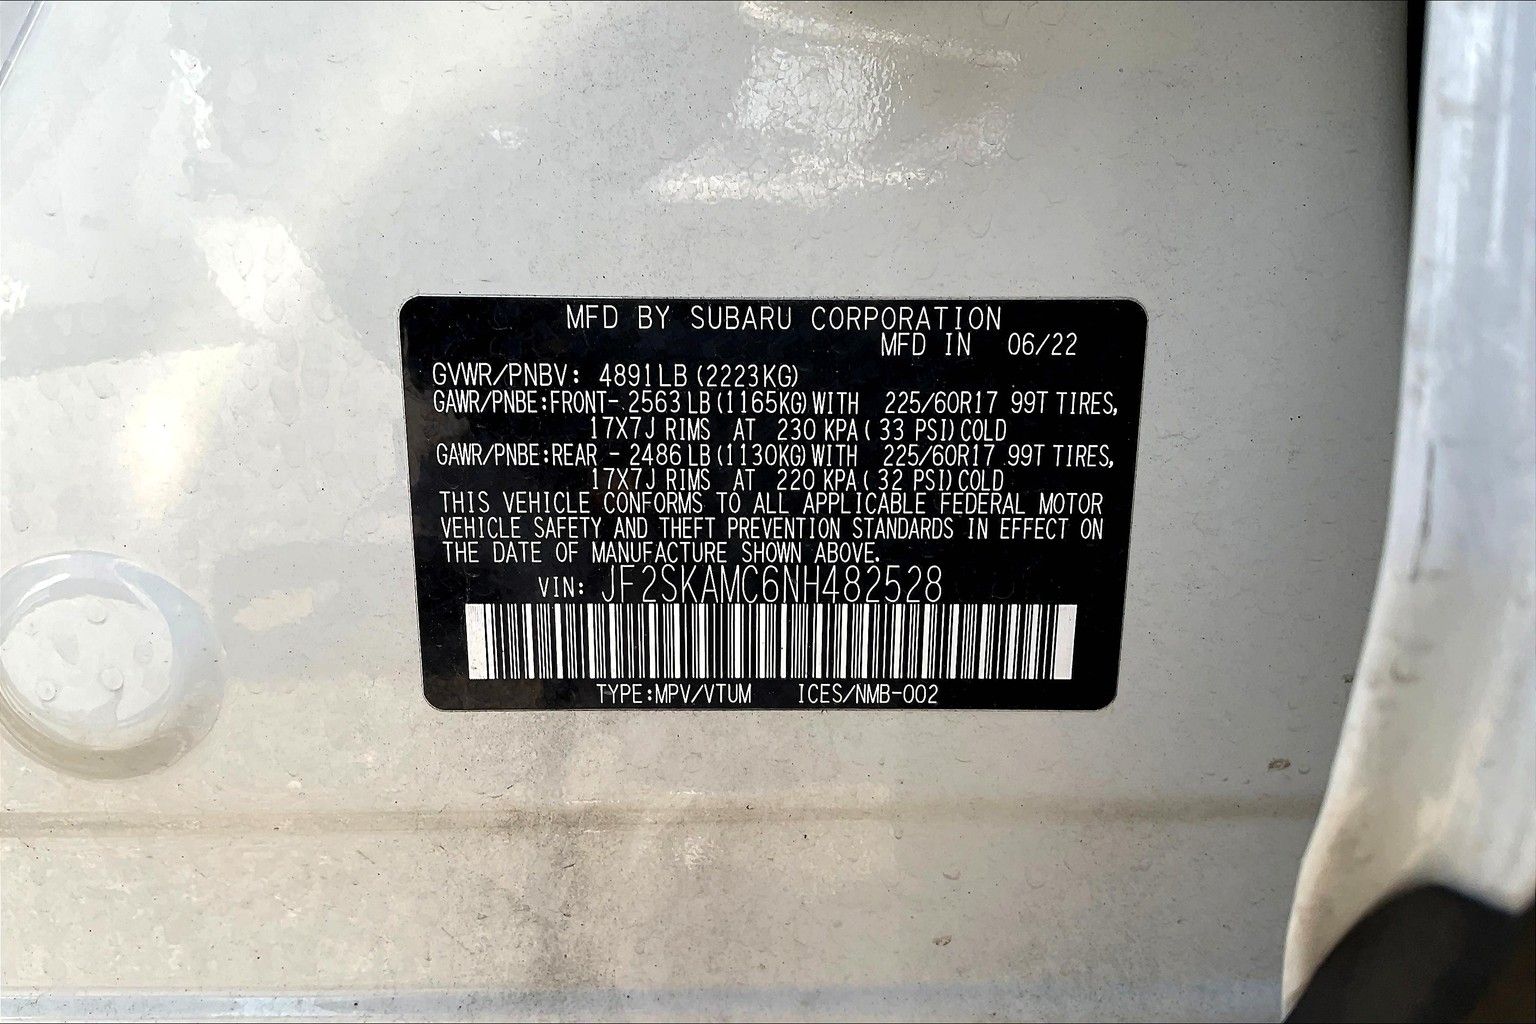 MFD BY SUBARU CORPORATION
MFD IN 06/22
GVWR/PNBV: 4891LB (2223KG)
GAWR/PNBE:FRONT- 2563LB(1165KG)WITH 225/60R17 99T TIRES,
17X7J RIMS AT 230 KPA( 33 PSI)COLD
GAWR/PNBE:REAR - 2486LB(1130KG)WITH 225/60R17 99T TIRES,
17X7J RIMS AT 220 KPA( 32 PSI)COLD
THIS VEHICLE CONFORMS TO ALL APPLICABLE FEDERAL MOTOR
VEHICLE SAFETY AND THEFT PREVENTION STANDARDS IN EFFECT ON
THE DATE OF MANUFACTURE SHOWN ABOVE.
VIN: JF2SKAMC6NH482528
TYPE:MPV/VTUM ICES/NMB-002